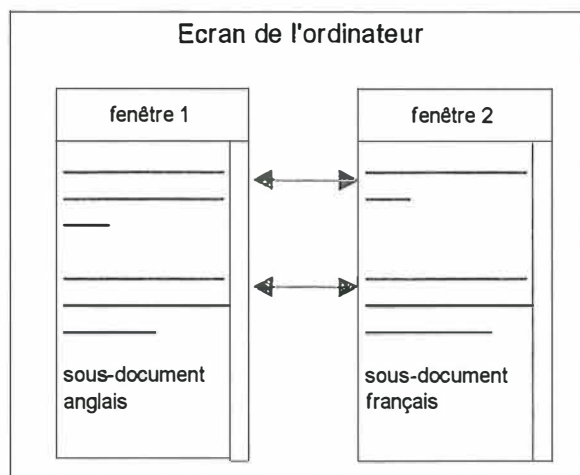 Ecran de l'ordinateur
fenêtre 1
fenêtre 2
sous-document
anglais
sous-document
français